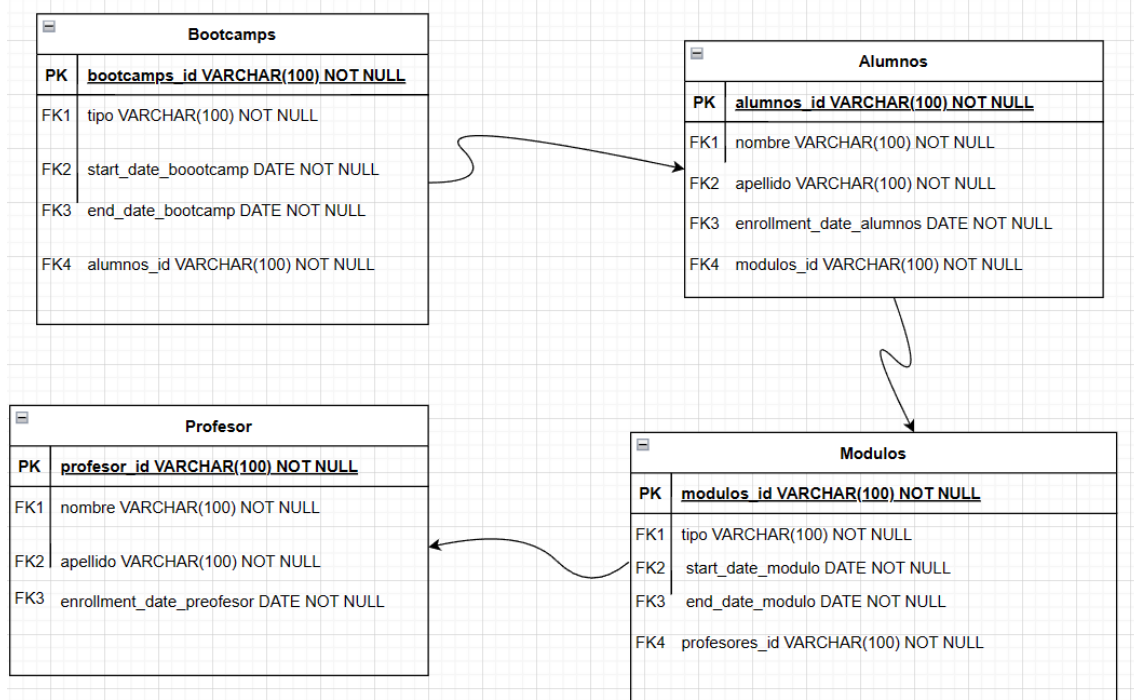 Bootcamps
PK bootcamps_id VARCHAR(100) NOT NULL
FK1 tipo VARCHAR(100) NOT NULL
FK2 start_date_boootcamp DATE NOT NULL
FK3 end_date_bootcamp DATE NOT NULL
FK4 alumnos_id VARCHAR(100) NOT NULL
Alumnos
PK alumnos_id VARCHAR(100) NOT NULL
FK1 nombre VARCHAR(100) NOT NULL
FK2 apellido VARCHAR(100) NOT NULL
FK3 enrollment_date_alumnos DATE NOT NULL
FK4 modulos_id VARCHAR(100) NOT NULL
Profesor
PK profesor_id VARCHAR(100) NOT NULL
FK1 nombre VARCHAR(100) NOT NULL
FK2 apellido VARCHAR(100) NOT NULL
FK3 enrollment_date_preofesor DATE NOT NULL
Modulos
PK modulos_id VARCHAR(100) NOT NULL
FK1 tipo VARCHAR(100) NOT NULL
FK2 start_date_modulo DATE NOT NULL
FK3 end_date_modulo DATE NOT NULL
FK4 profesores_id VARCHAR(100) NOT NULL